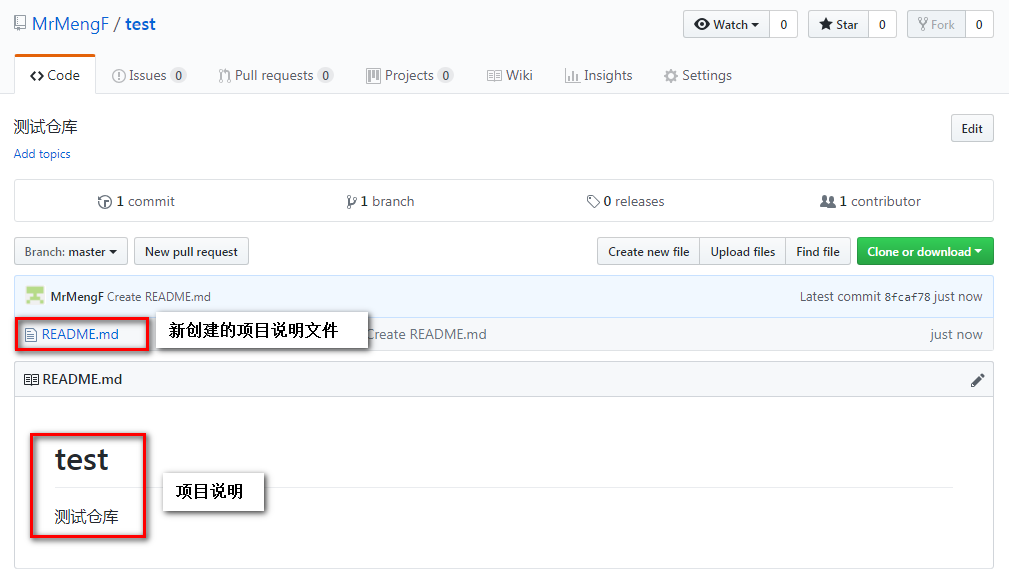 MrMengF / test
Watch 0 Star 0 Fork 0
Code Issues 0 Pull requests 0 Projects 0 Wiki Insights Settings
测试仓库
Edit
Add topics
1 commit 1 branch 0 releases 1 contributor
Branch: master New pull request Create new file Upload files Find file Clone or download
MrMengF Create README.md Latest commit 8fcaf78 just now
README.md 新创建的项目说明文件 Create README.md just now
README.md
test
项目说明
测试仓库